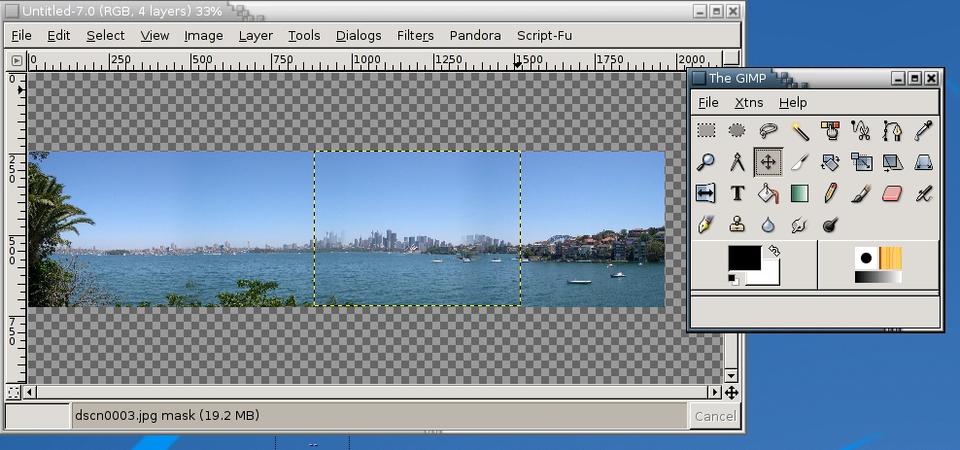 Untitled-7.0 (RGB, 4 layers) 33%
File Edit Select View Image Layer Tools Dialogs Filters Pandora Script-Fu
0 250 500 750 1000 1250 1500 1750 2000
0
250
500
750
dscn0003.jpg mask (19.2 MB)
Cancel
The GIMP
File Xtns Help